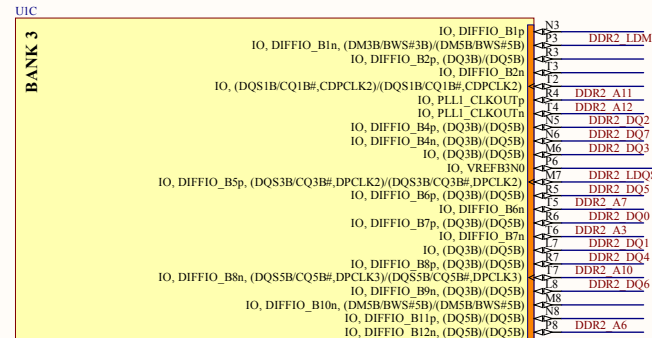 U1C
BANK 3
IO, DIFFIO_B1p N3
IO, DIFFIO_B1n, (DM3B/BWS#3B)/(DM5B/BWS#5B) P3 DDR2_LDM
IO, DIFFIO_B2p, (DQ3B)/(DQ5B) R3
IO, DIFFIO_B2n T3
IO, (DQS1B/CQ1B#,CDPCLK2)/(DQS1B/CQ1B#,CDPCLK2) T2
IO, PLL1_CLKOUTp R4 DDR2_A11
IO, PLL1_CLKOUTn T4 DDR2_A12
IO, DIFFIO_B4p, (DQ3B)/(DQ5B) N5 DDR2_DQ2
IO, DIFFIO_B4n, (DQ3B)/(DQ5B) N6 DDR2_DQ7
IO, (DQ3B)/(DQ5B) M6 DDR2_DQ3
IO, VREFB3N0 P6
IO, DIFFIO_B5p, (DQS3B/CQ3B#,DPCLK2)/(DQS3B/CQ3B#,DPCLK2) M7 DDR2_LDQS
IO, DIFFIO_B6p, (DQ3B)/(DQ5B) R5 DDR2_DQ5
IO, DIFFIO_B6n T5 DDR2_A7
IO, DIFFIO_B7p, (DQ3B)/(DQ5B) R6 DDR2_DQ0
IO, DIFFIO_B7n T6 DDR2_A3
IO, (DQ3B)/(DQ5B) L7 DDR2_DQ1
IO, DIFFIO_B8p, (DQ3B)/(DQ5B) R7 DDR2_DQ4
IO, DIFFIO_B8n, (DQS5B/CQ5B#,DPCLK3)/(DQS5B/CQ5B#,DPCLK3) T7 DDR2_A10
IO, DIFFIO_B9n, (DQ3B)/(DQ5B) L8 DDR2_DQ6
IO, DIFFIO_B10n, (DM5B/BWS#5B)/(DM5B/BWS#5B) M8
IO, DIFFIO_B11p, (DQ5B)/(DQ5B) N8
IO, DIFFIO_B12n, (DQ5B)/(DQ5B) P8 DDR2_A6